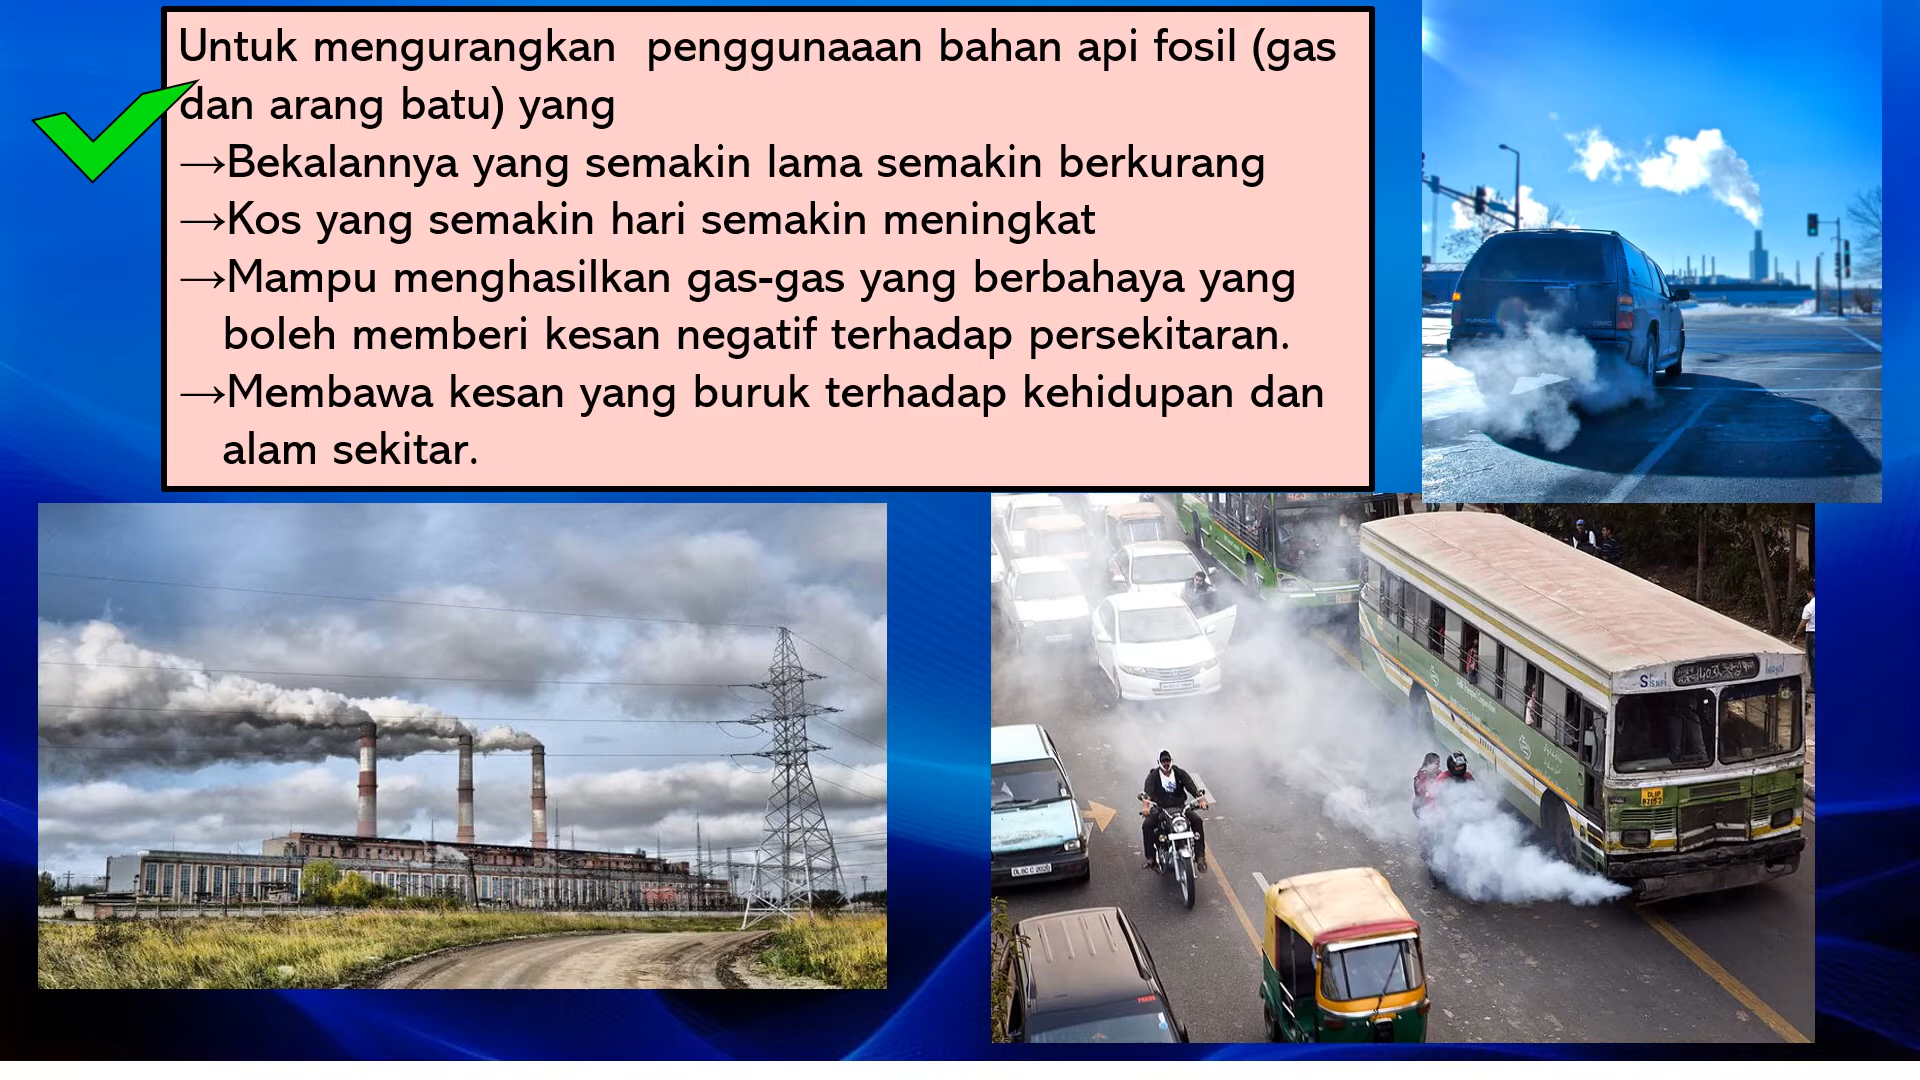 Untuk mengurangkan  penggunaaan bahan api fosil (gas
dan arang batu) yang
→Bekalannya yang semakin lama semakin berkurang
→Kos yang semakin hari semakin meningkat
→Mampu menghasilkan gas-gas yang berbahaya yang
boleh memberi kesan negatif terhadap persekitaran.
→Membawa kesan yang buruk terhadap kehidupan dan
alam sekitar.